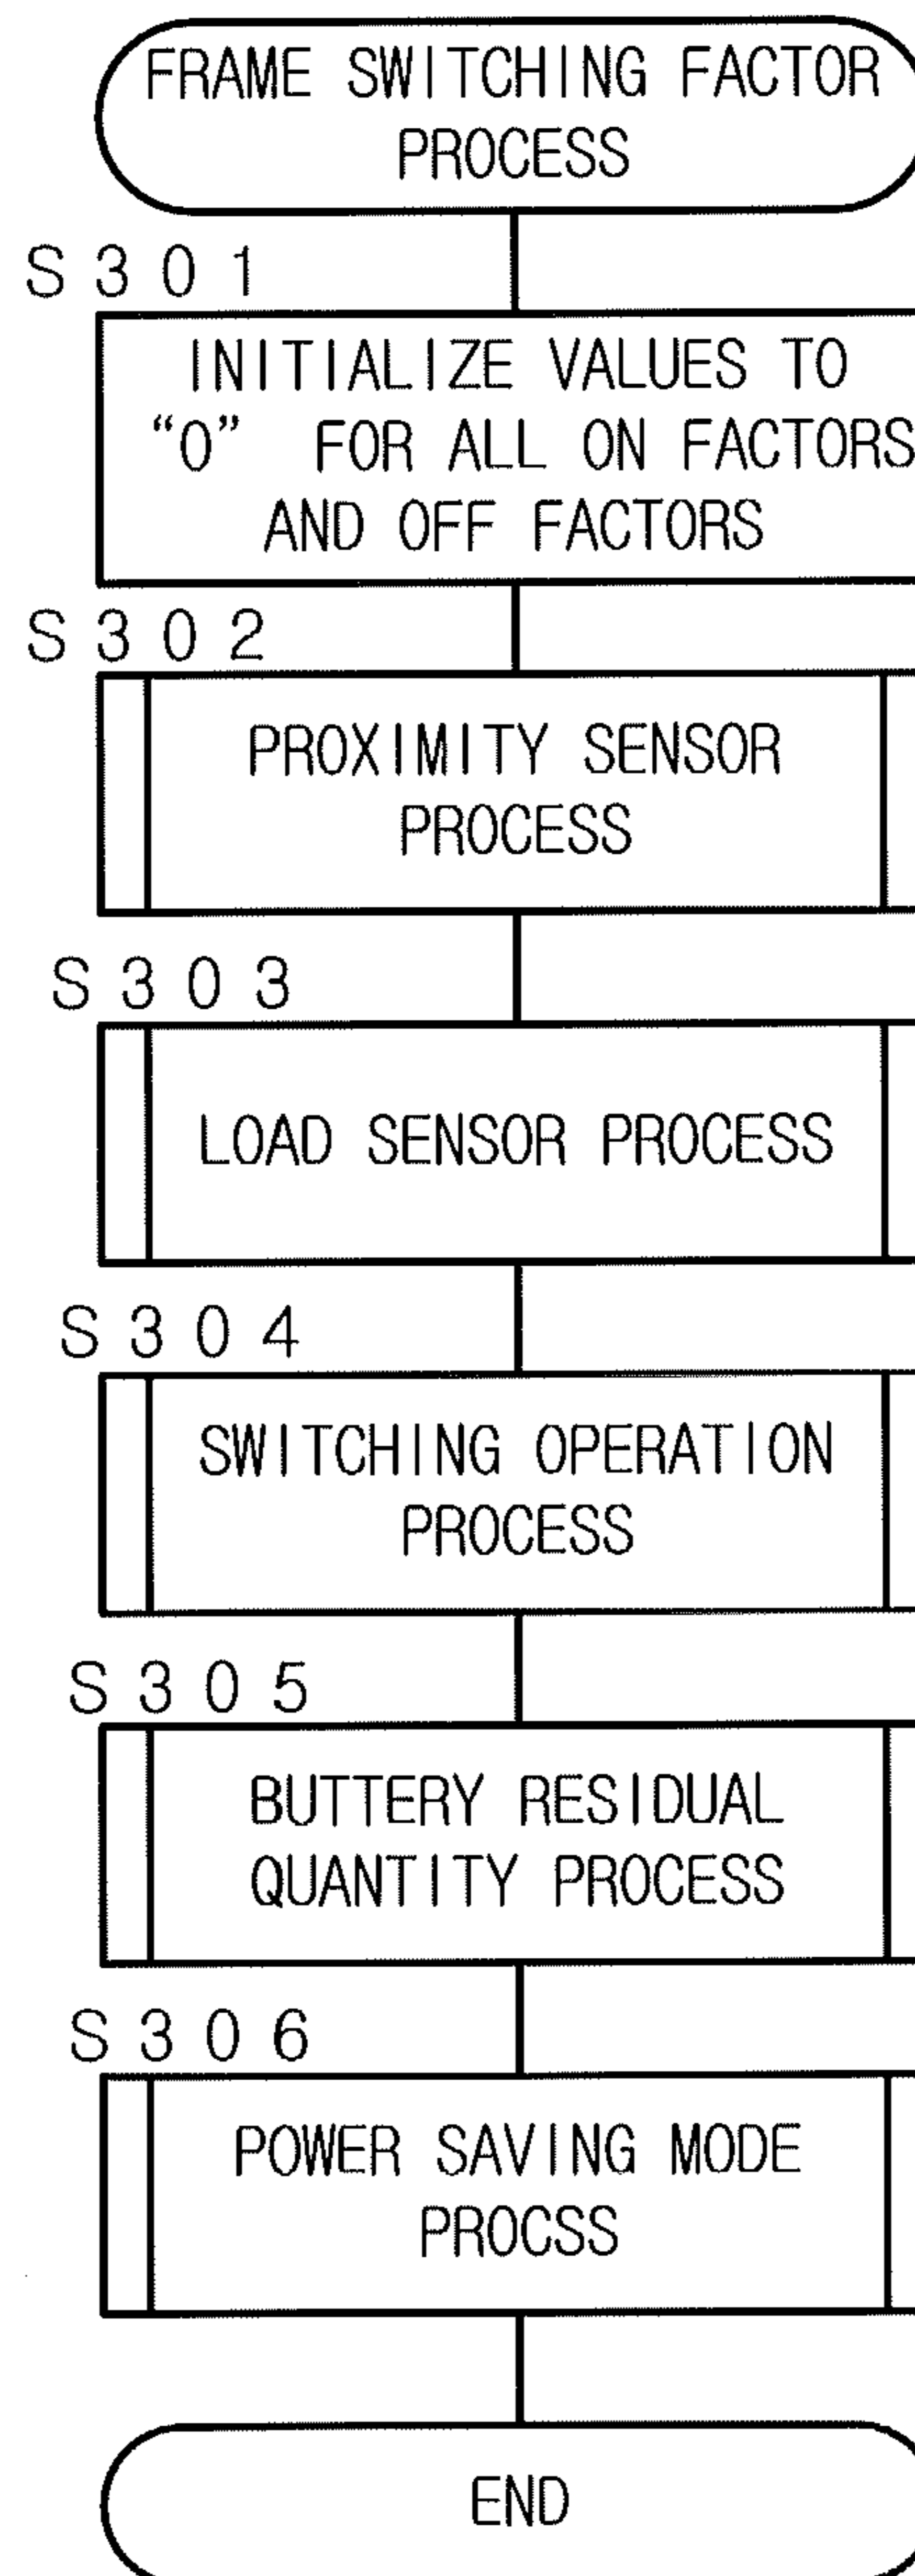 FRAME SWITCHING FACTOR
PROCESS
S301
INITIALIZE VALUES TO
“0” FOR ALL ON FACTORS
AND OFF FACTORS
S302
PROXIMITY SENSOR
PROCESS
S303
LOAD SENSOR PROCESS
S304
SWITCHING OPERATION
PROCESS
S305
BUTTERY RESIDUAL
QUANTITY PROCESS
S306
POWER SAVING MODE
PROCSS
END